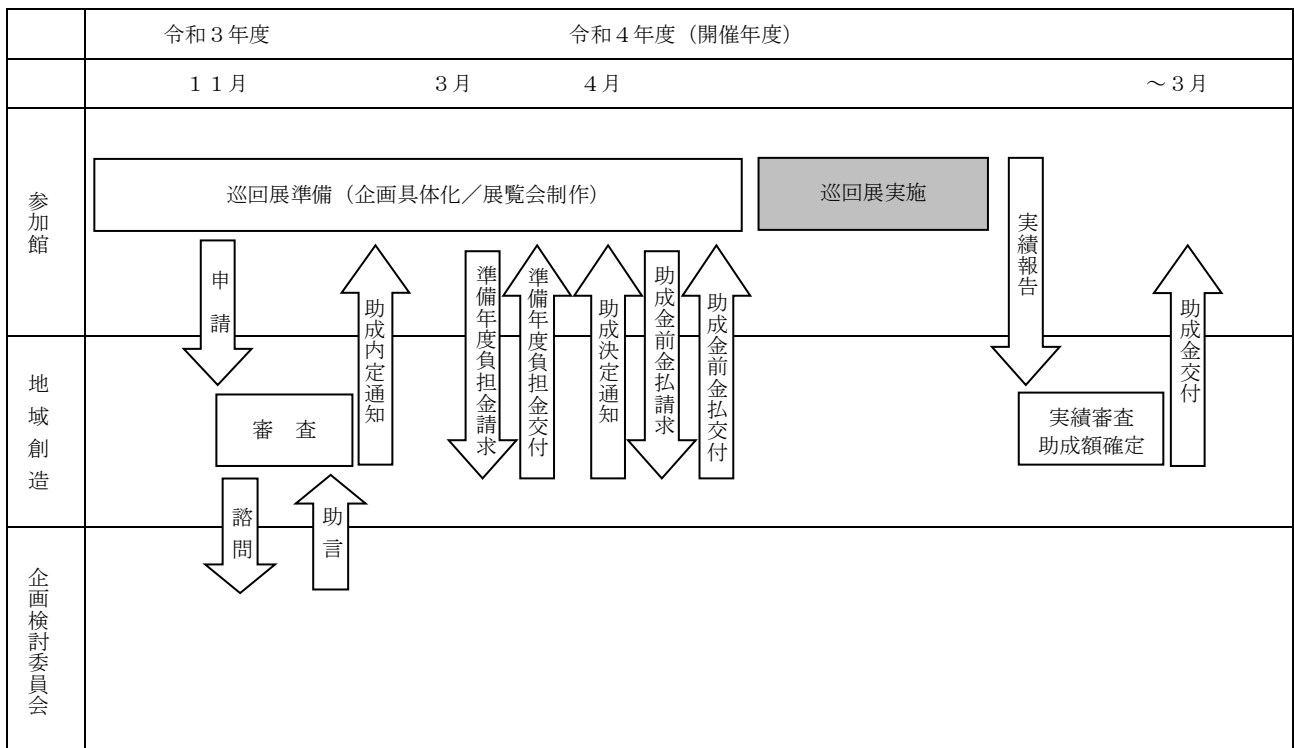 令和３年度
令和４年度（開催年度）
１１月
３月
４月
～３月
参加館
巡回展準備（企画具体化／展覧会制作）
巡回展実施
申請
助成内定通知
準備年度負担金請求
準備年度負担金交付
助成決定通知
助成金前金払請求
助成金前金払交付
実績報告
助成金交付
地域創造
審　査
実績審査
助成額確定
諮問
助言
企画検討委員会